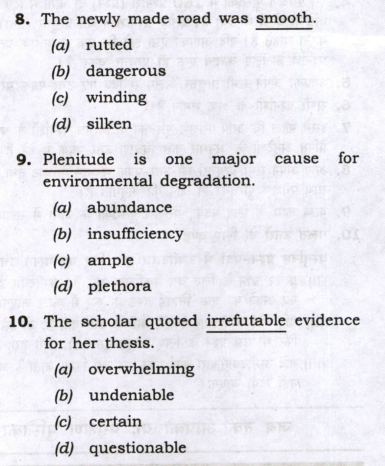 8. The newly made road was smooth.
(a) rutted
(b) dangerous
(c) winding
(d) silken
9. Plenitude is one major cause for
environmental degradation.
(a) abundance
(b) insufficiency
(c) ample
(d) plethora
10. The scholar quoted irrefutable evidence
for her thesis.
(a) overwhelming
(b) undeniable
(c) certain
(d) questionable